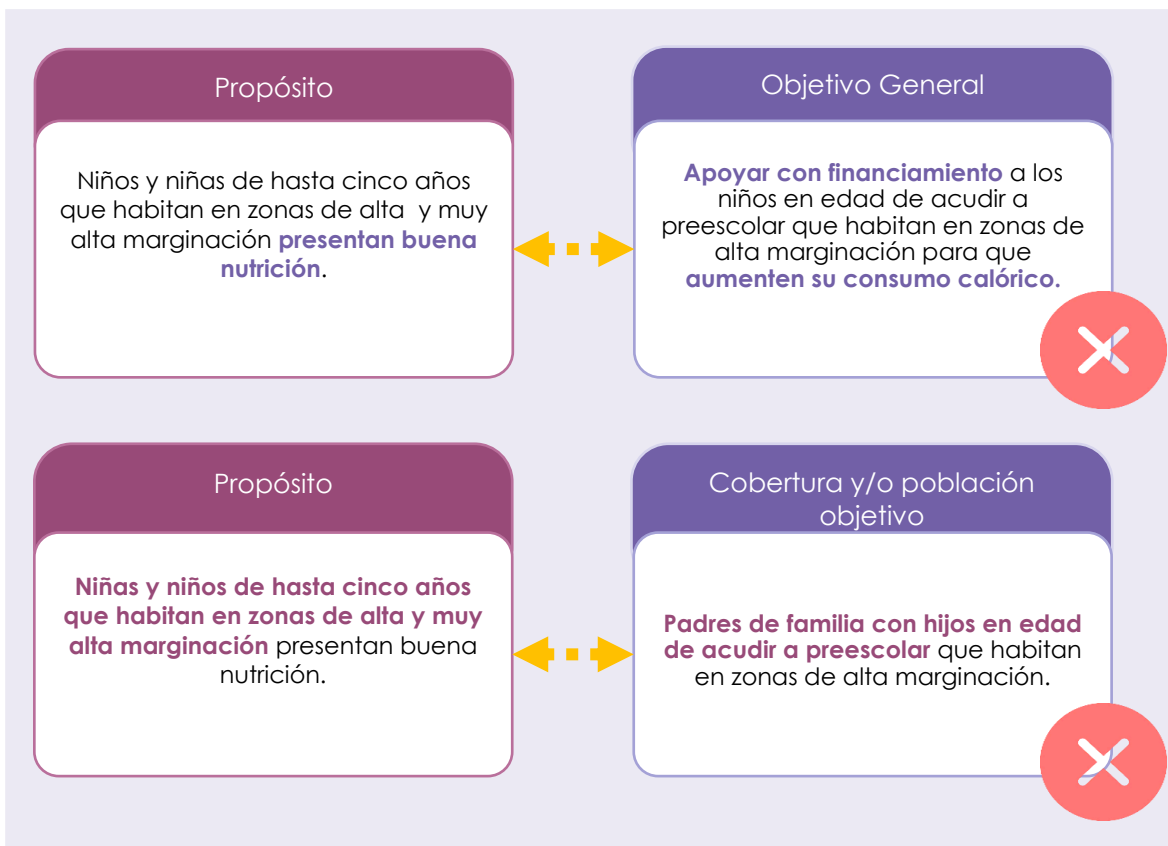 Propósito
Niños y niñas de hasta cinco años
que habitan en zonas de alta y muy
alta marginación presentan buena
nutrición.
Objetivo General
Apoyar con financiamiento a los
niños en edad de acudir a
preescolar que habitan en zonas de
alta marginación para que
aumenten su consumo calórico.
Propósito
Niñas y niños de hasta cinco años
que habitan en zonas de alta y muy
alta marginación presentan buena
nutrición.
Cobertura y/o población
objetivo
Padres de familia con hijos en edad
de acudir a preescolar que habitan
en zonas de alta marginación.